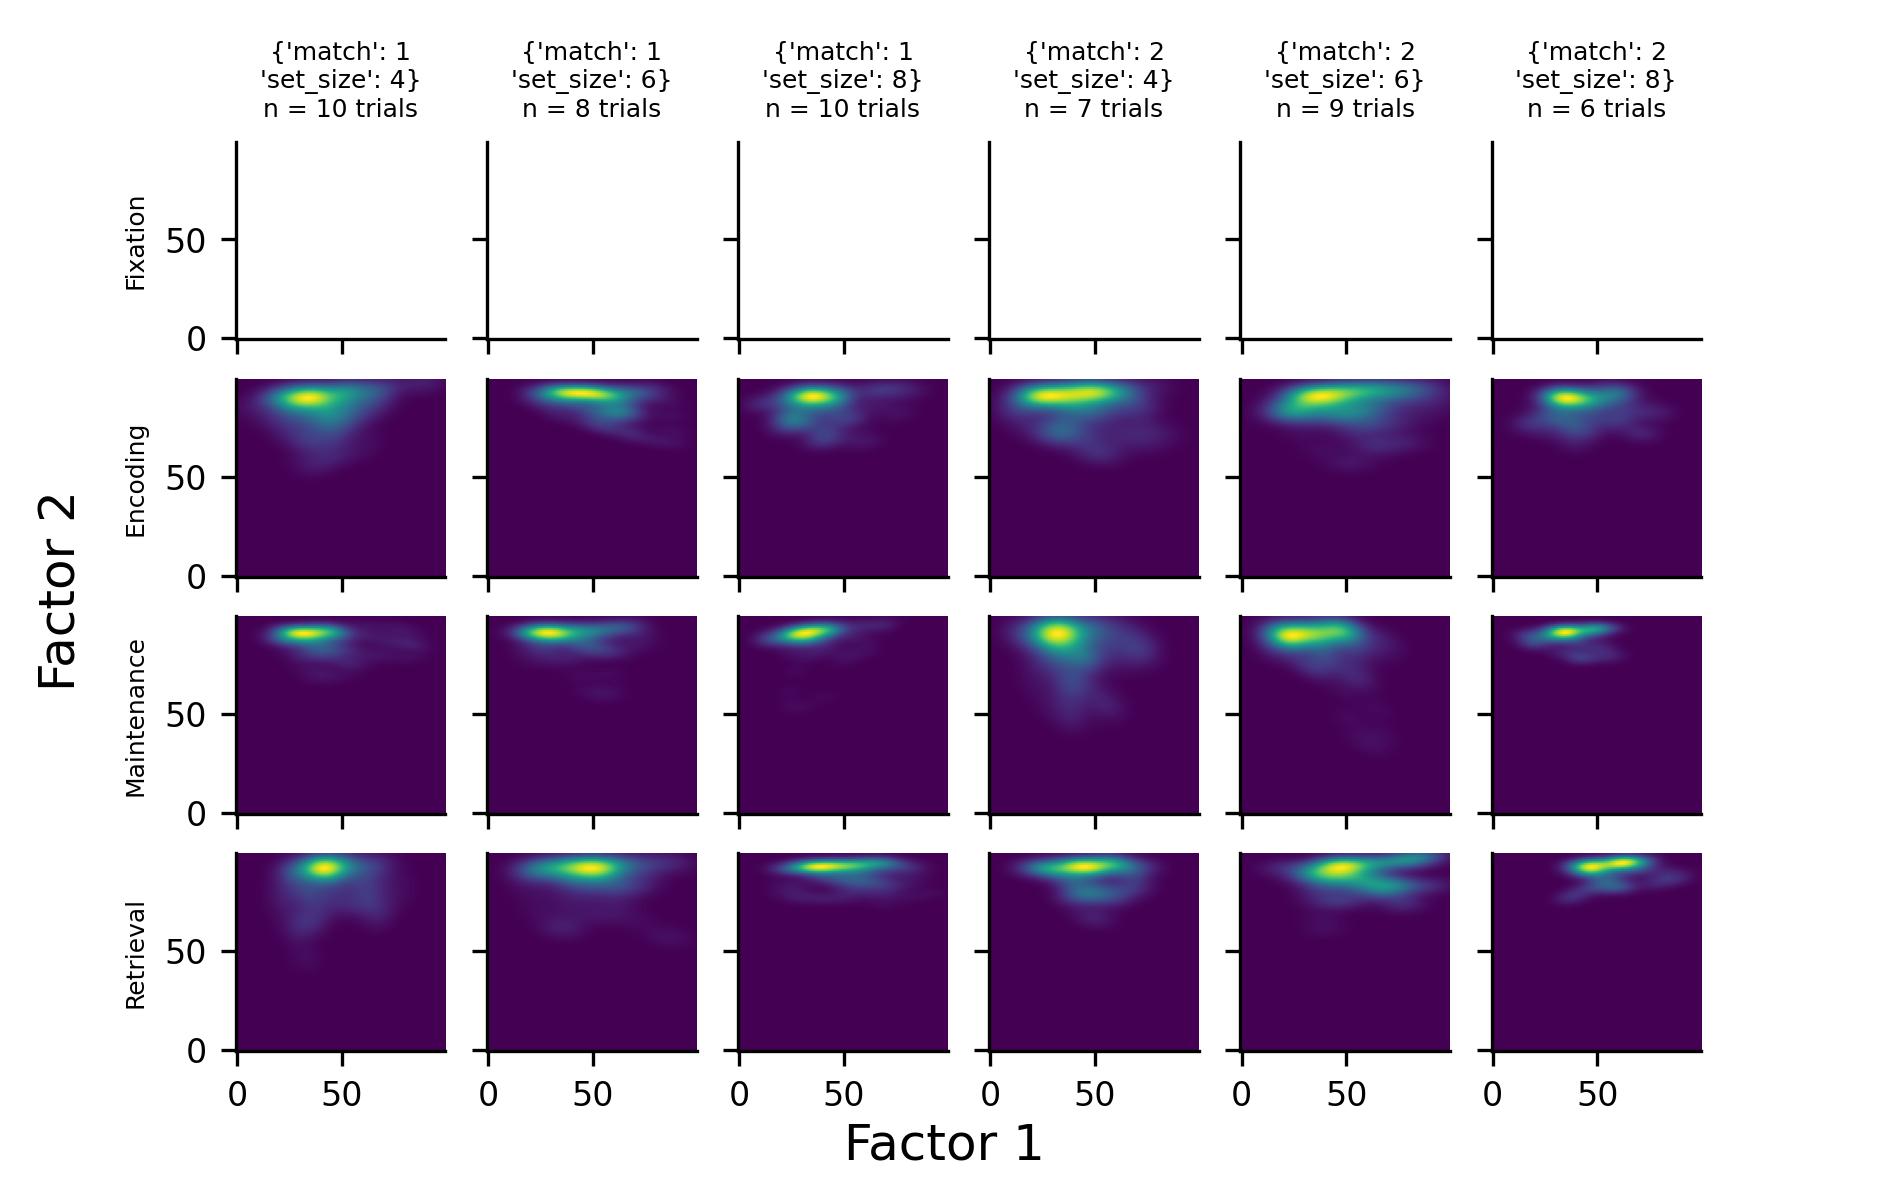 {'match': 1
'set_size': 4}
n = 10 trials
{'match': 1
'set_size': 6}
n = 8 trials
{'match': 1
'set_size': 8}
n = 10 trials
{'match': 2
'set_size': 4}
n = 7 trials
{'match': 2
'set_size': 6}
n = 9 trials
{'match': 2
'set_size': 8}
n = 6 trials
Factor 2
Fixation
50
0
Encoding
50
0
Maintenance
50
0
Retrieval
50
0
0 50 0 50 0 50 0 50 0 50 0 50
Factor 1